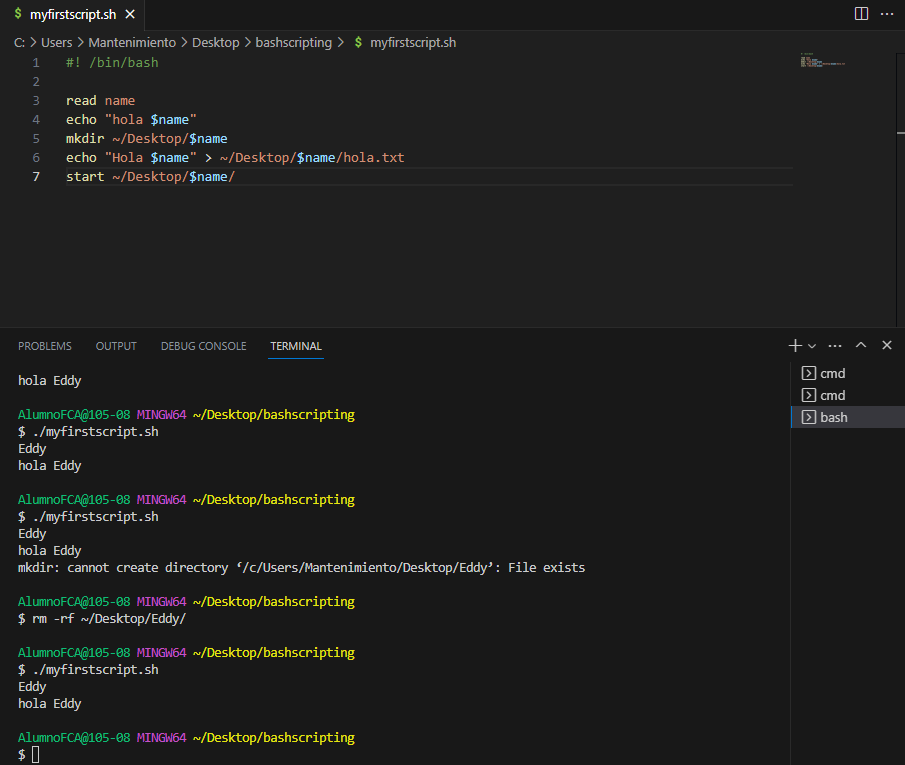 $ myfirstscript.sh
C: > Users > Mantenimiento > Desktop > bashscripting > $ myfirstscript.sh
1 #! /bin/bash
2
3 read name
4 echo "hola $name"
5 mkdir ~/Desktop/$name
6 echo "Hola $name" > ~/Desktop/$name/hola.txt
7 start ~/Desktop/$name/
PROBLEMS OUTPUT DEBUG CONSOLE TERMINAL
hola Eddy
AlumnoFCA@105-08 MINGW64 ~/Desktop/bashscripting
$ ./myfirstscript.sh
Eddy
hola Eddy
AlumnoFCA@105-08 MINGW64 ~/Desktop/bashscripting
$ ./myfirstscript.sh
Eddy
hola Eddy
mkdir: cannot create directory ‘/c/Users/Mantenimiento/Desktop/Eddy’: File exists
AlumnoFCA@105-08 MINGW64 ~/Desktop/bashscripting
$ rm -rf ~/Desktop/Eddy/
AlumnoFCA@105-08 MINGW64 ~/Desktop/bashscripting
$ ./myfirstscript.sh
Eddy
hola Eddy
AlumnoFCA@105-08 MINGW64 ~/Desktop/bashscripting
$
cmd
cmd
bash